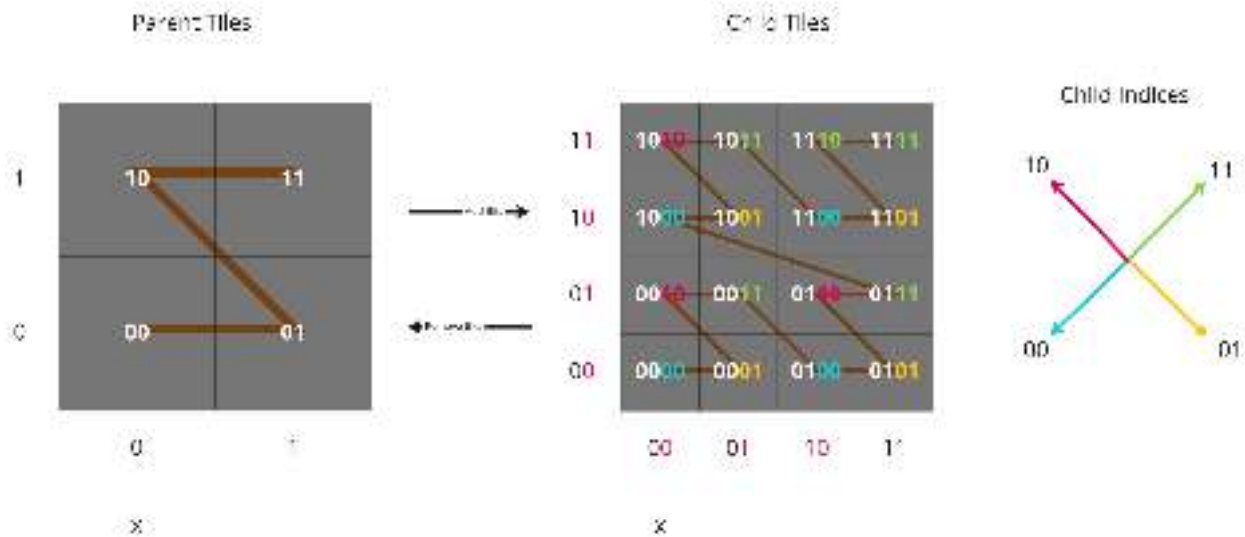 Parent Tiles
Child Tiles
Child Indices
1
10 11
0
00 01
0 1
x
11
1010 1011 1110 1111
10
1000 1001 1100 1101
01
0010 0011 0110 0111
00
0000 0001 0100 0101
00 01 10 11
x
10 11
00 01